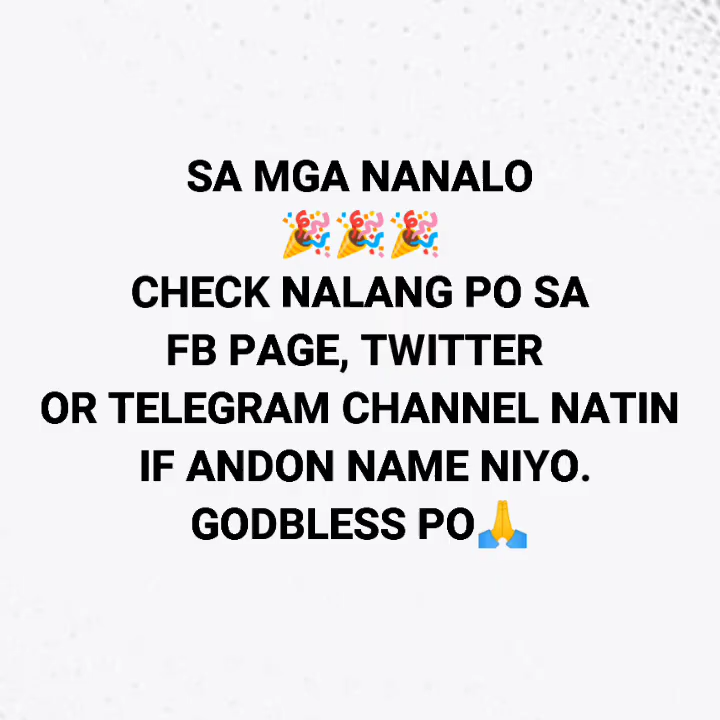 SA MGA NANALO
🎉🎉🎉
CHECK NALANG PO SA
FB PAGE, TWITTER
OR TELEGRAM CHANNEL NATIN
IF ANDON NAME NIYO.
GODBLESS PO🙏